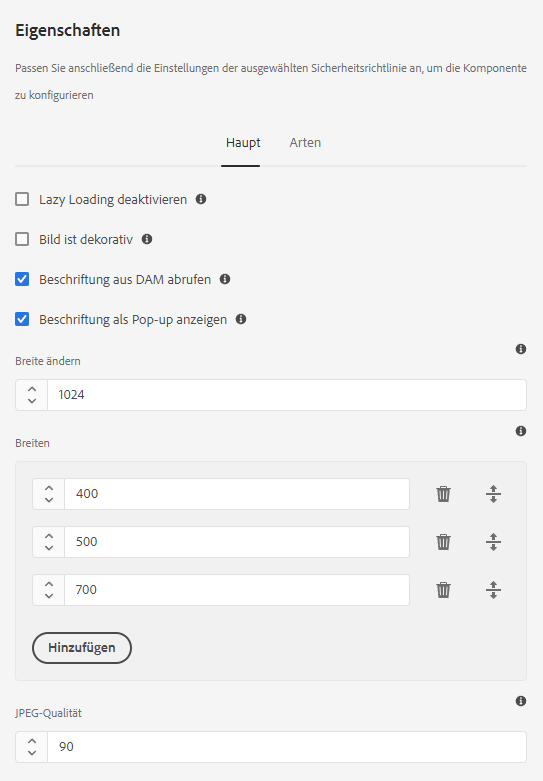 Eigenschaften
Passen Sie anschließend die Einstellungen der ausgewählten Sicherheitsrichtlinie an, um die Komponente
zu konfigurieren
Haupt Arten
Lazy Loading deaktivieren
Bild ist dekorativ
Beschriftung aus DAM abrufen
Beschriftung als Pop-up anzeigen
Breite ändern
1024
Breiten
400
500
700
Hinzufügen
JPEG-Qualität
90